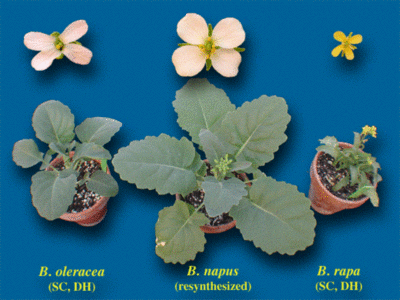 B. oleracea B. napus B. rapa
(SC, DH) (resynthesized) (SC, DH)